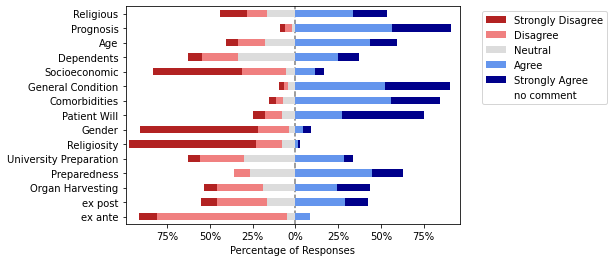 Religious
Prognosis
Age
Dependents
Socioeconomic
General Condition
Comorbidities
Patient Will
Gender
Religiosity
University Preparation
Preparedness
Organ Harvesting
ex post
ex ante
75% 50% 25% 0% 25% 50% 75%
Percentage of Responses
Strongly Disagree
Disagree
Neutral
Agree
Strongly Agree
no comment